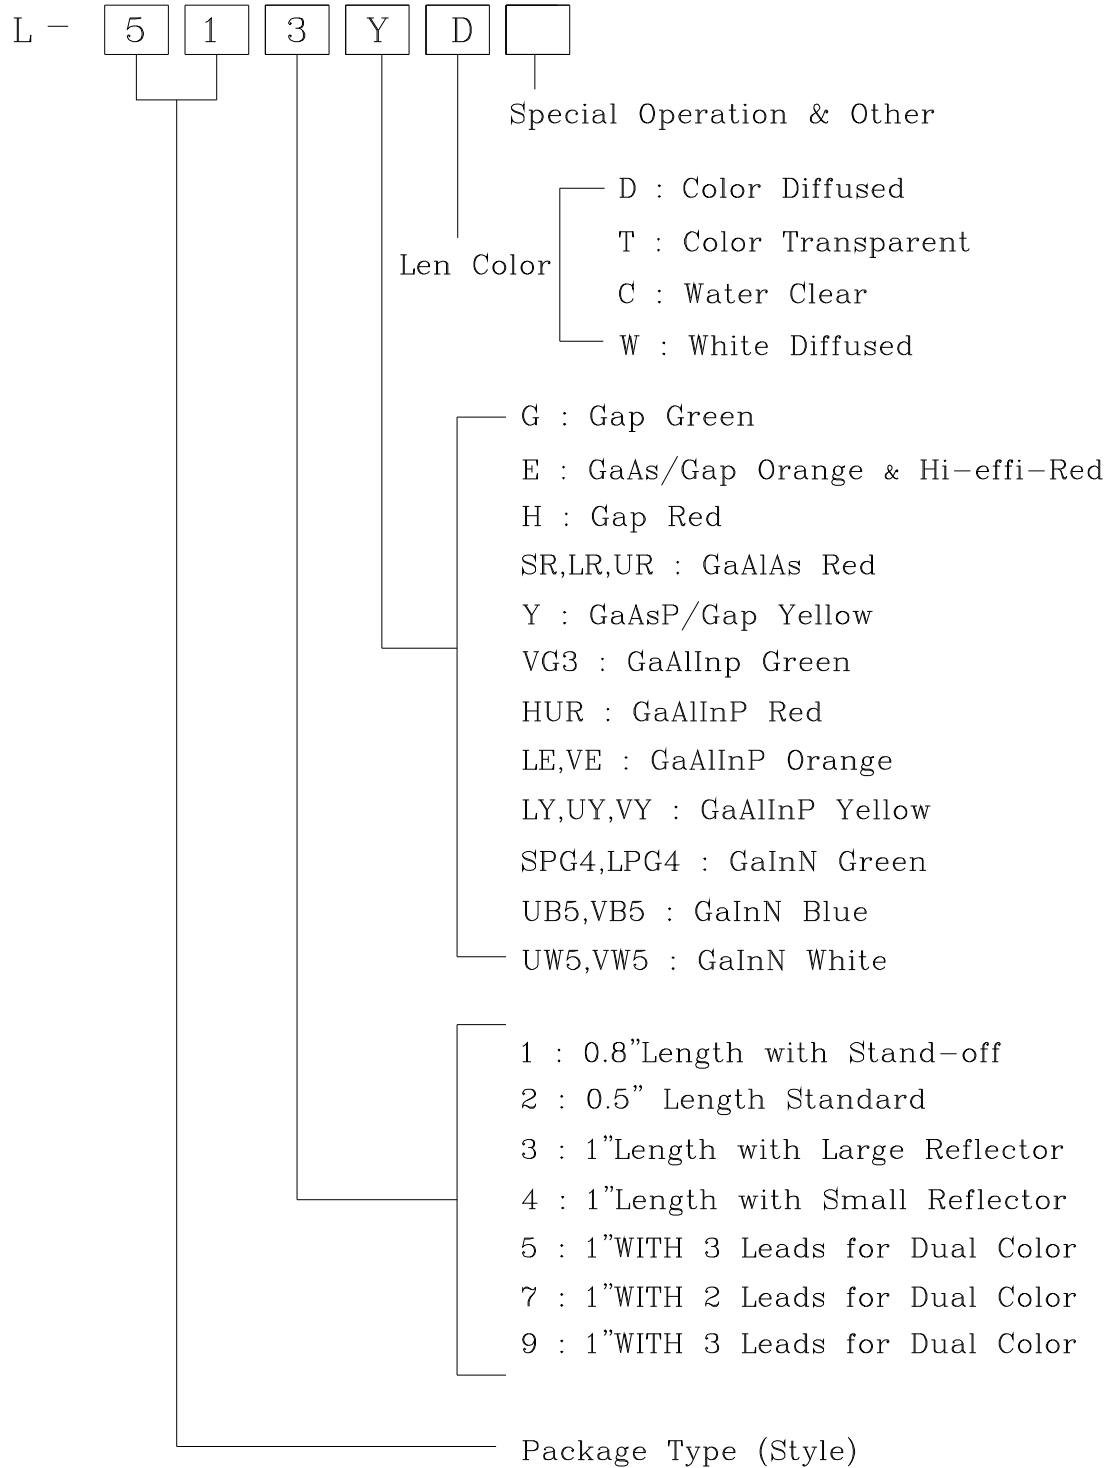 L- 5 1 3 Y D
Special Operation & Other
D : Color Diffused
T : Color Transparent
Len Color
C : Water Clear
W : White Diffused
G : Gap Green
E : GaAs/Gap Orange & Hi-effi-Red
H : Gap Red
SR,LR,UR : GaAlAs Red
Y : GaAsP/Gap Yellow
VG3 : GaAlInp Green
HUR : GaAlInP Red
LE,VE : GaAlInP Orange
LY,UY,VY : GaAlInP Yellow
SPG4,LPG4 : GaInN Green
UB5,VB5 : GaInN Blue
UW5,VW5 : GaInN White
1 : 0.8”Length with Stand-off
2 : 0.5” Length Standard
3 : 1”Length with Large Reflector
4 : 1”Length with Small Reflector
5 : 1”WITH 3 Leads for Dual Color
7 : 1”WITH 2 Leads for Dual Color
9 : 1”WITH 3 Leads for Dual Color
Package Type (Style)